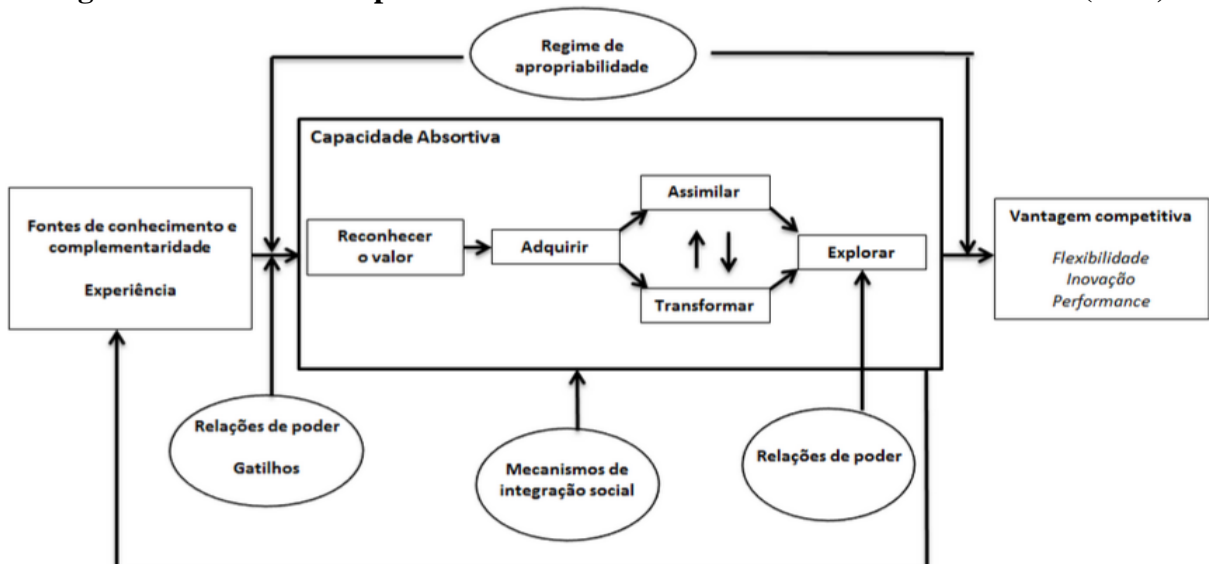 Regime de
apropriabilidade
Capacidade Absortiva
Assimilar
Fontes de conhecimento e
complementaridade
Experiência
Reconhecer
o valor
Adquirir
Explorar
Transformar
Vantagem competitiva
Flexibilidade
Inovação
Performance
Relações de poder
Gatilhos
Mecanismos de
integração social
Relações de poder